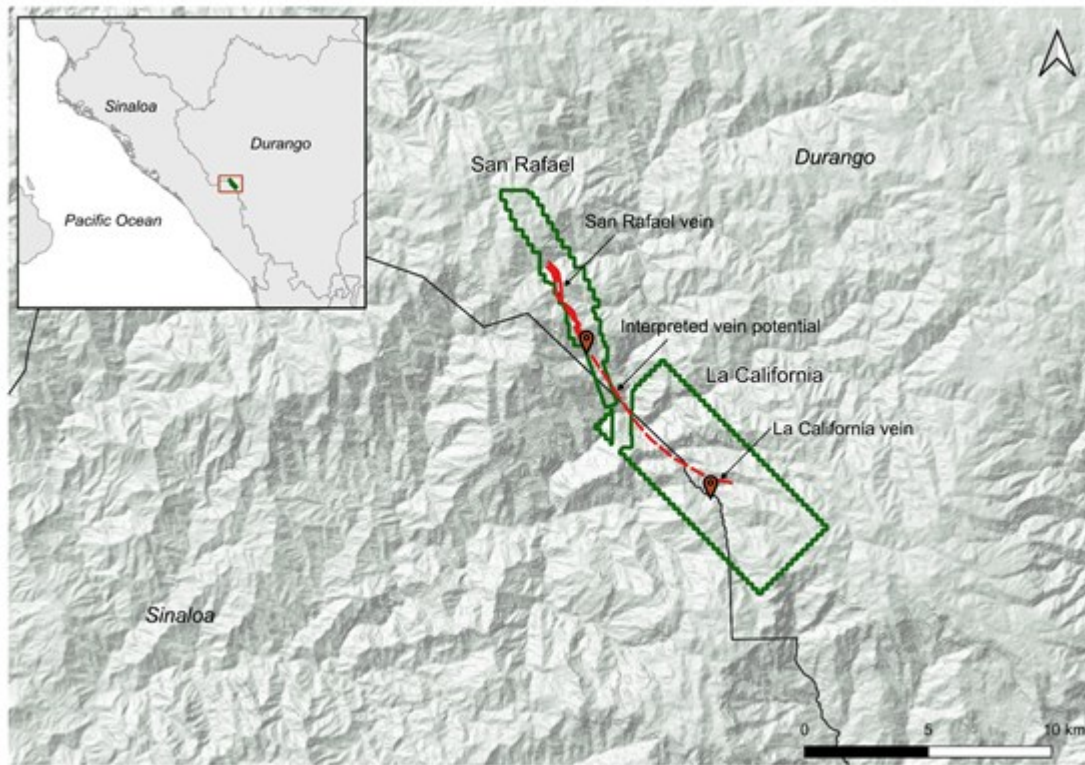 Sinaloa
Durango
Pacific Ocean
Durango
San Rafael
San Rafael vein
Interpreted vein potential
La California
La California vein
Sinaloa
0 5 10 km